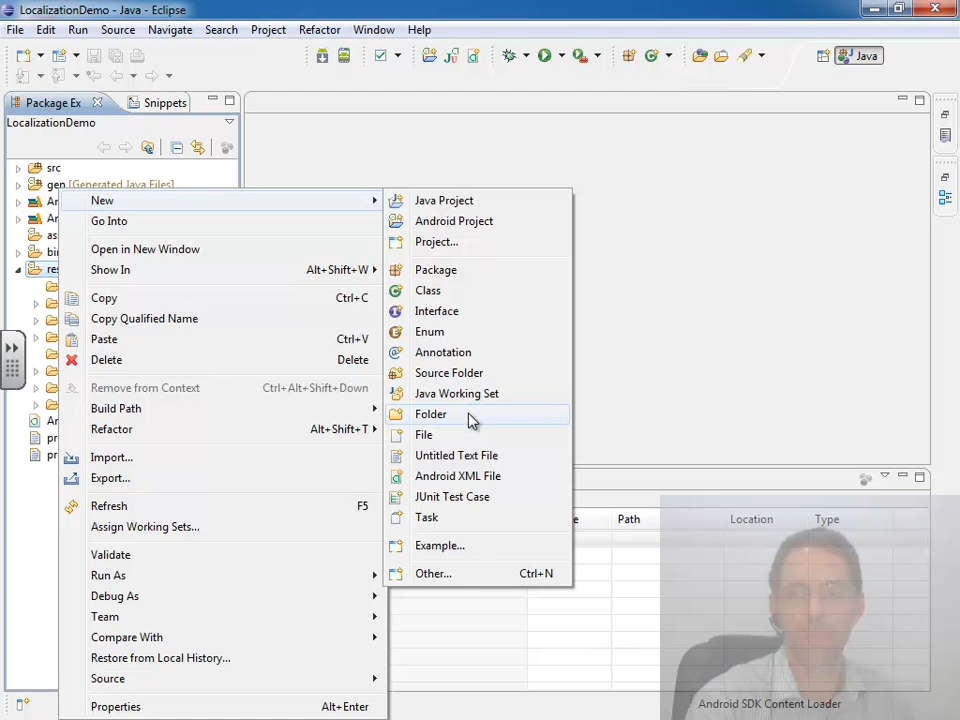 LocalizationDemo - Java - Eclipse
File Edit Run Source Navigate Search Project Refactor Window Help
Java
Package Ex Snippets
LocalizationDemo
src
gen [Generated Java Files]
New
Go Into
Open in New Window
Show In Alt+Shift+W
Copy Ctrl+C
Copy Qualified Name
Paste Ctrl+V
Delete Delete
Remove from Context Ctrl+Alt+Shift+Down
Build Path
Refactor Alt+Shift+T
Import...
Export...
Refresh F5
Assign Working Sets...
Validate
Run As
Debug As
Team
Compare With
Restore from Local History...
Source
Properties Alt+Enter
Java Project
Android Project
Project...
Package
Class
Interface
Enum
Annotation
Source Folder
Java Working Set
Folder
File
Untitled Text File
Android XML File
JUnit Test Case
Task
Example...
Other... Ctrl+N
Path Location Type
Android SDK Content Loader